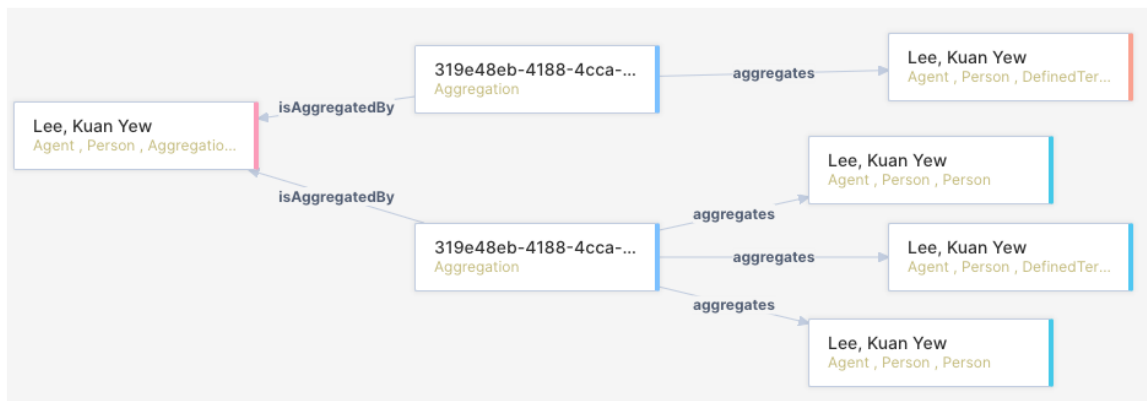 Lee, Kuan Yew
Agent , Person , Aggregatio...
isAggregatedBy
isAggregatedBy
319e48eb-4188-4cca-...
Aggregation
319e48eb-4188-4cca-...
Aggregation
aggregates
aggregates
aggregates
aggregates
Lee, Kuan Yew
Agent , Person , DefinedTer...
Lee, Kuan Yew
Agent , Person , Person
Lee, Kuan Yew
Agent , Person , DefinedTer...
Lee, Kuan Yew
Agent , Person , Person